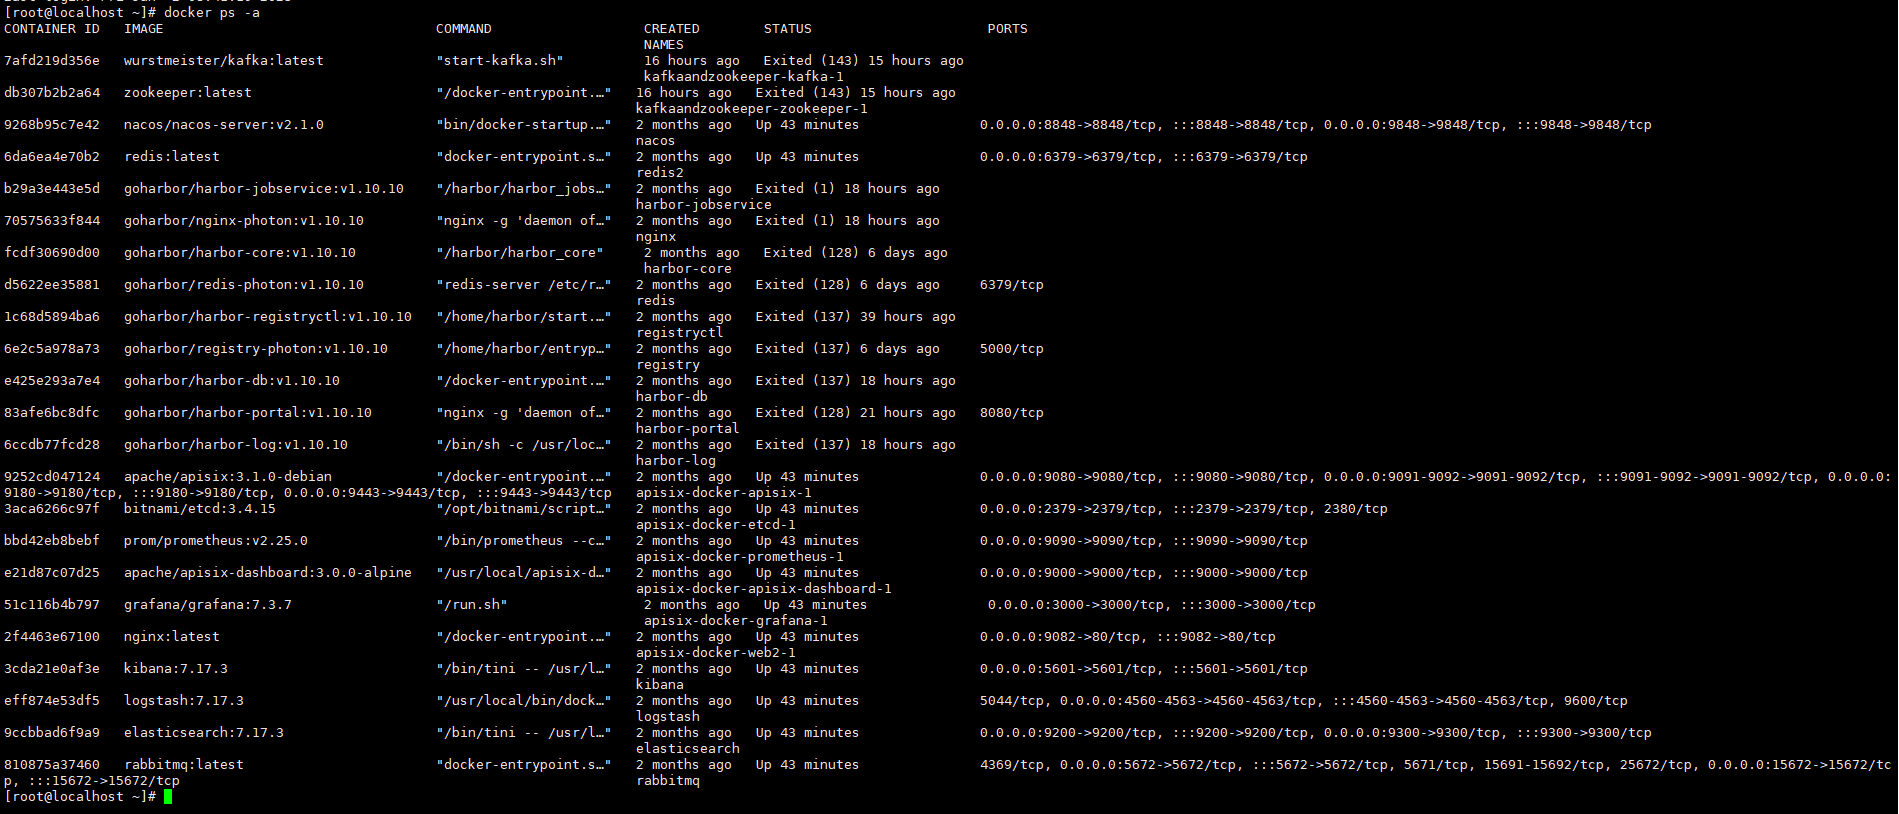 [root@localhost ~]# docker ps -a
CONTAINER ID   IMAGE                                  COMMAND                  CREATED        STATUS                      PORTS
NAMES
7afd219d356e   wurstmeister/kafka:latest              "start-kafka.sh"          16 hours ago   Exited (143) 15 hours ago
kafkaandzookeeper-kafka-1
db307b2b2a64   zookeeper:latest                       "/docker-entrypoint.…"   16 hours ago   Exited (143) 15 hours ago
kafkaandzookeeper-zookeeper-1
9268b95c7e42   nacos/nacos-server:v2.1.0              "bin/docker-startup.…"   2 months ago   Up 43 minutes               0.0.0.0:8848->8848/tcp, :::8848->8848/tcp, 0.0.0.0:9848->9848/tcp, :::9848->9848/tcp
nacos
6da6ea4e70b2   redis:latest                           "docker-entrypoint.s…"   2 months ago   Up 43 minutes               0.0.0.0:6379->6379/tcp, :::6379->6379/tcp
redis2
b29a3e443e5d   goharbor/harbor-jobservice:v1.10.10    "/harbor/harbor_jobs…"   2 months ago   Exited (1) 18 hours ago
harbor-jobservice
70575633f844   goharbor/nginx-photon:v1.10.10         "nginx -g 'daemon of…"   2 months ago   Exited (1) 18 hours ago
nginx
fcdf30690d00   goharbor/harbor-core:v1.10.10          "/harbor/harbor_core"     2 months ago   Exited (128) 6 days ago
harbor-core
d5622ee35881   goharbor/redis-photon:v1.10.10         "redis-server /etc/r…"   2 months ago   Exited (128) 6 days ago     6379/tcp
redis
1c68d5894ba6   goharbor/harbor-registryctl:v1.10.10   "/home/harbor/start.…"   2 months ago   Exited (137) 39 hours ago
registryctl
6e2c5a978a73   goharbor/registry-photon:v1.10.10      "/home/harbor/entryp…"   2 months ago   Exited (137) 6 days ago     5000/tcp
registry
e425e293a7e4   goharbor/harbor-db:v1.10.10            "/docker-entrypoint.…"   2 months ago   Exited (137) 18 hours ago
harbor-db
83afe6bc8dfc   goharbor/harbor-portal:v1.10.10        "nginx -g 'daemon of…"   2 months ago   Exited (128) 21 hours ago   8080/tcp
harbor-portal
6ccdb77fcd28   goharbor/harbor-log:v1.10.10           "/bin/sh -c /usr/loc…"   2 months ago   Exited (137) 18 hours ago
harbor-log
9252cd047124   apache/apisix:3.1.0-debian             "/docker-entrypoint.…"   2 months ago   Up 43 minutes               0.0.0.0:9080->9080/tcp, :::9080->9080/tcp, 0.0.0.0:9091-9092->9091-9092/tcp, :::9091-9092->9091-9092/tcp, 0.0.0.0:
9180->9180/tcp, :::9180->9180/tcp, 0.0.0.0:9443->9443/tcp, :::9443->9443/tcp   apisix-docker-apisix-1
3aca6266c97f   bitnami/etcd:3.4.15                    "/opt/bitnami/script…"   2 months ago   Up 43 minutes               0.0.0.0:2379->2379/tcp, :::2379->2379/tcp, 2380/tcp
apisix-docker-etcd-1
bbd42eb8bebf   prom/prometheus:v2.25.0                "/bin/prometheus --c…"   2 months ago   Up 43 minutes               0.0.0.0:9090->9090/tcp, :::9090->9090/tcp
apisix-docker-prometheus-1
e21d87c07d25   apache/apisix-dashboard:3.0.0-alpine   "/usr/local/apisix-d…"   2 months ago   Up 43 minutes               0.0.0.0:9000->9000/tcp, :::9000->9000/tcp
apisix-docker-apisix-dashboard-1
51c116b4b797   grafana/grafana:7.3.7                  "/run.sh"                 2 months ago   Up 43 minutes               0.0.0.0:3000->3000/tcp, :::3000->3000/tcp
apisix-docker-grafana-1
2f4463e67100   nginx:latest                           "/docker-entrypoint.…"   2 months ago   Up 43 minutes               0.0.0.0:9082->80/tcp, :::9082->80/tcp
apisix-docker-web2-1
3cda21e0af3e   kibana:7.17.3                          "/bin/tini -- /usr/l…"   2 months ago   Up 43 minutes               0.0.0.0:5601->5601/tcp, :::5601->5601/tcp
kibana
eff874e53df5   logstash:7.17.3                        "/usr/local/bin/dock…"   2 months ago   Up 43 minutes               5044/tcp, 0.0.0.0:4560-4563->4560-4563/tcp, :::4560-4563->4560-4563/tcp, 9600/tcp
logstash
9ccbbad6f9a9   elasticsearch:7.17.3                   "/bin/tini -- /usr/l…"   2 months ago   Up 43 minutes               0.0.0.0:9200->9200/tcp, :::9200->9200/tcp, 0.0.0.0:9300->9300/tcp, :::9300->9300/tcp
elasticsearch
810875a37460   rabbitmq:latest                        "docker-entrypoint.s…"   2 months ago   Up 43 minutes               4369/tcp, 0.0.0.0:5672->5672/tcp, :::5672->5672/tcp, 5671/tcp, 15691-15692/tcp, 25672/tcp, 0.0.0.0:15672->15672/tc
p, :::15672->15672/tcp                                                         rabbitmq
[root@localhost ~]#